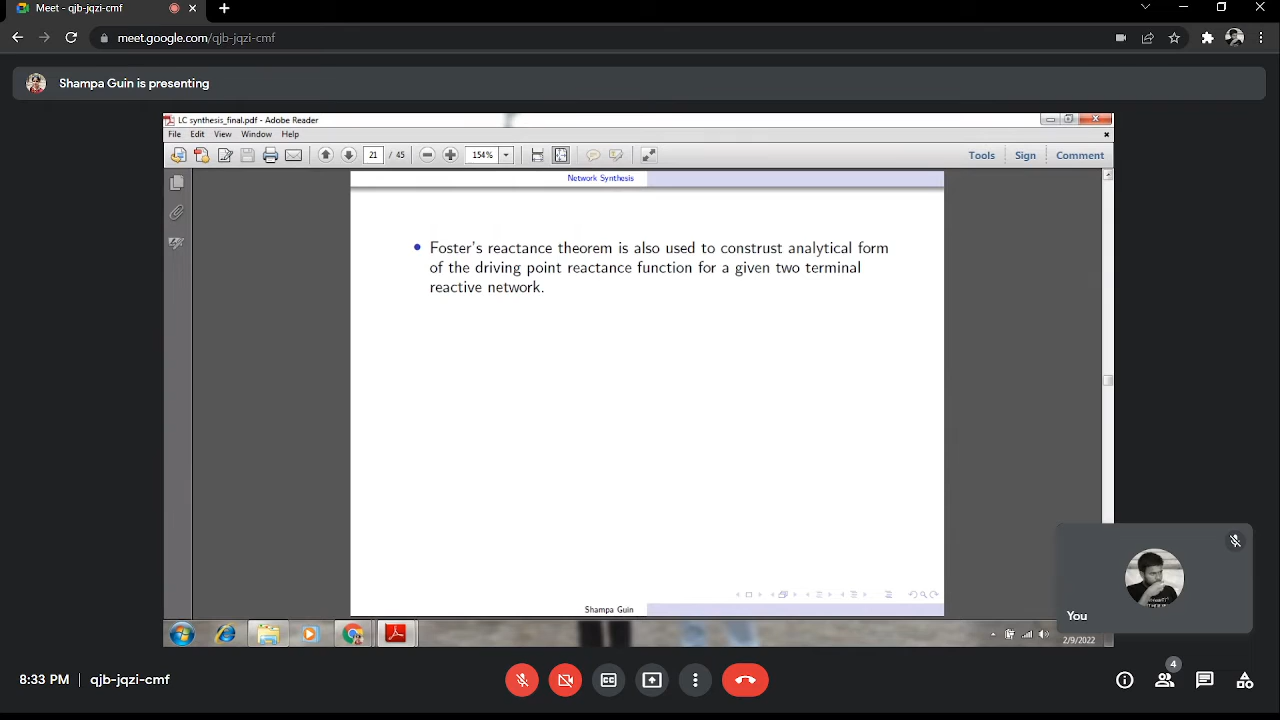 Meet - qjb-jqzi-cmf
meet.google.com/qjb-jqzi-cmf
Shampa Guin is presenting
LC synthesis_final.pdf - Adobe Reader
File Edit View Window Help
21 / 45 154% Tools Sign Comment
Network Synthesis
Foster's reactance theorem is also used to construst analytical form
of the driving point reactance function for a given two terminal
reactive network.
Shampa Guin
You
2/9/2022
8:33 PM qjb-jqzi-cmf
4